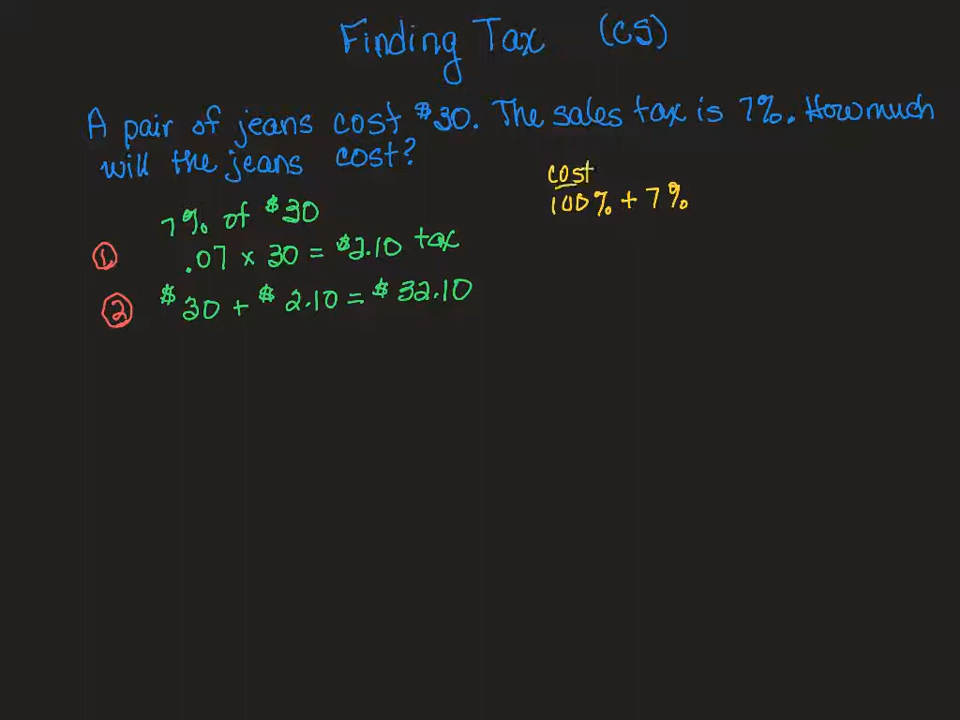 Finding Tax (CS)
A pair of jeans cost $30. The sales tax is 7%. How much
will the jeans cost?
7% of $30
① .07 x 30 = $2.10 tax
② $30 + $2.10 = $32.10
cost
100% + 7%